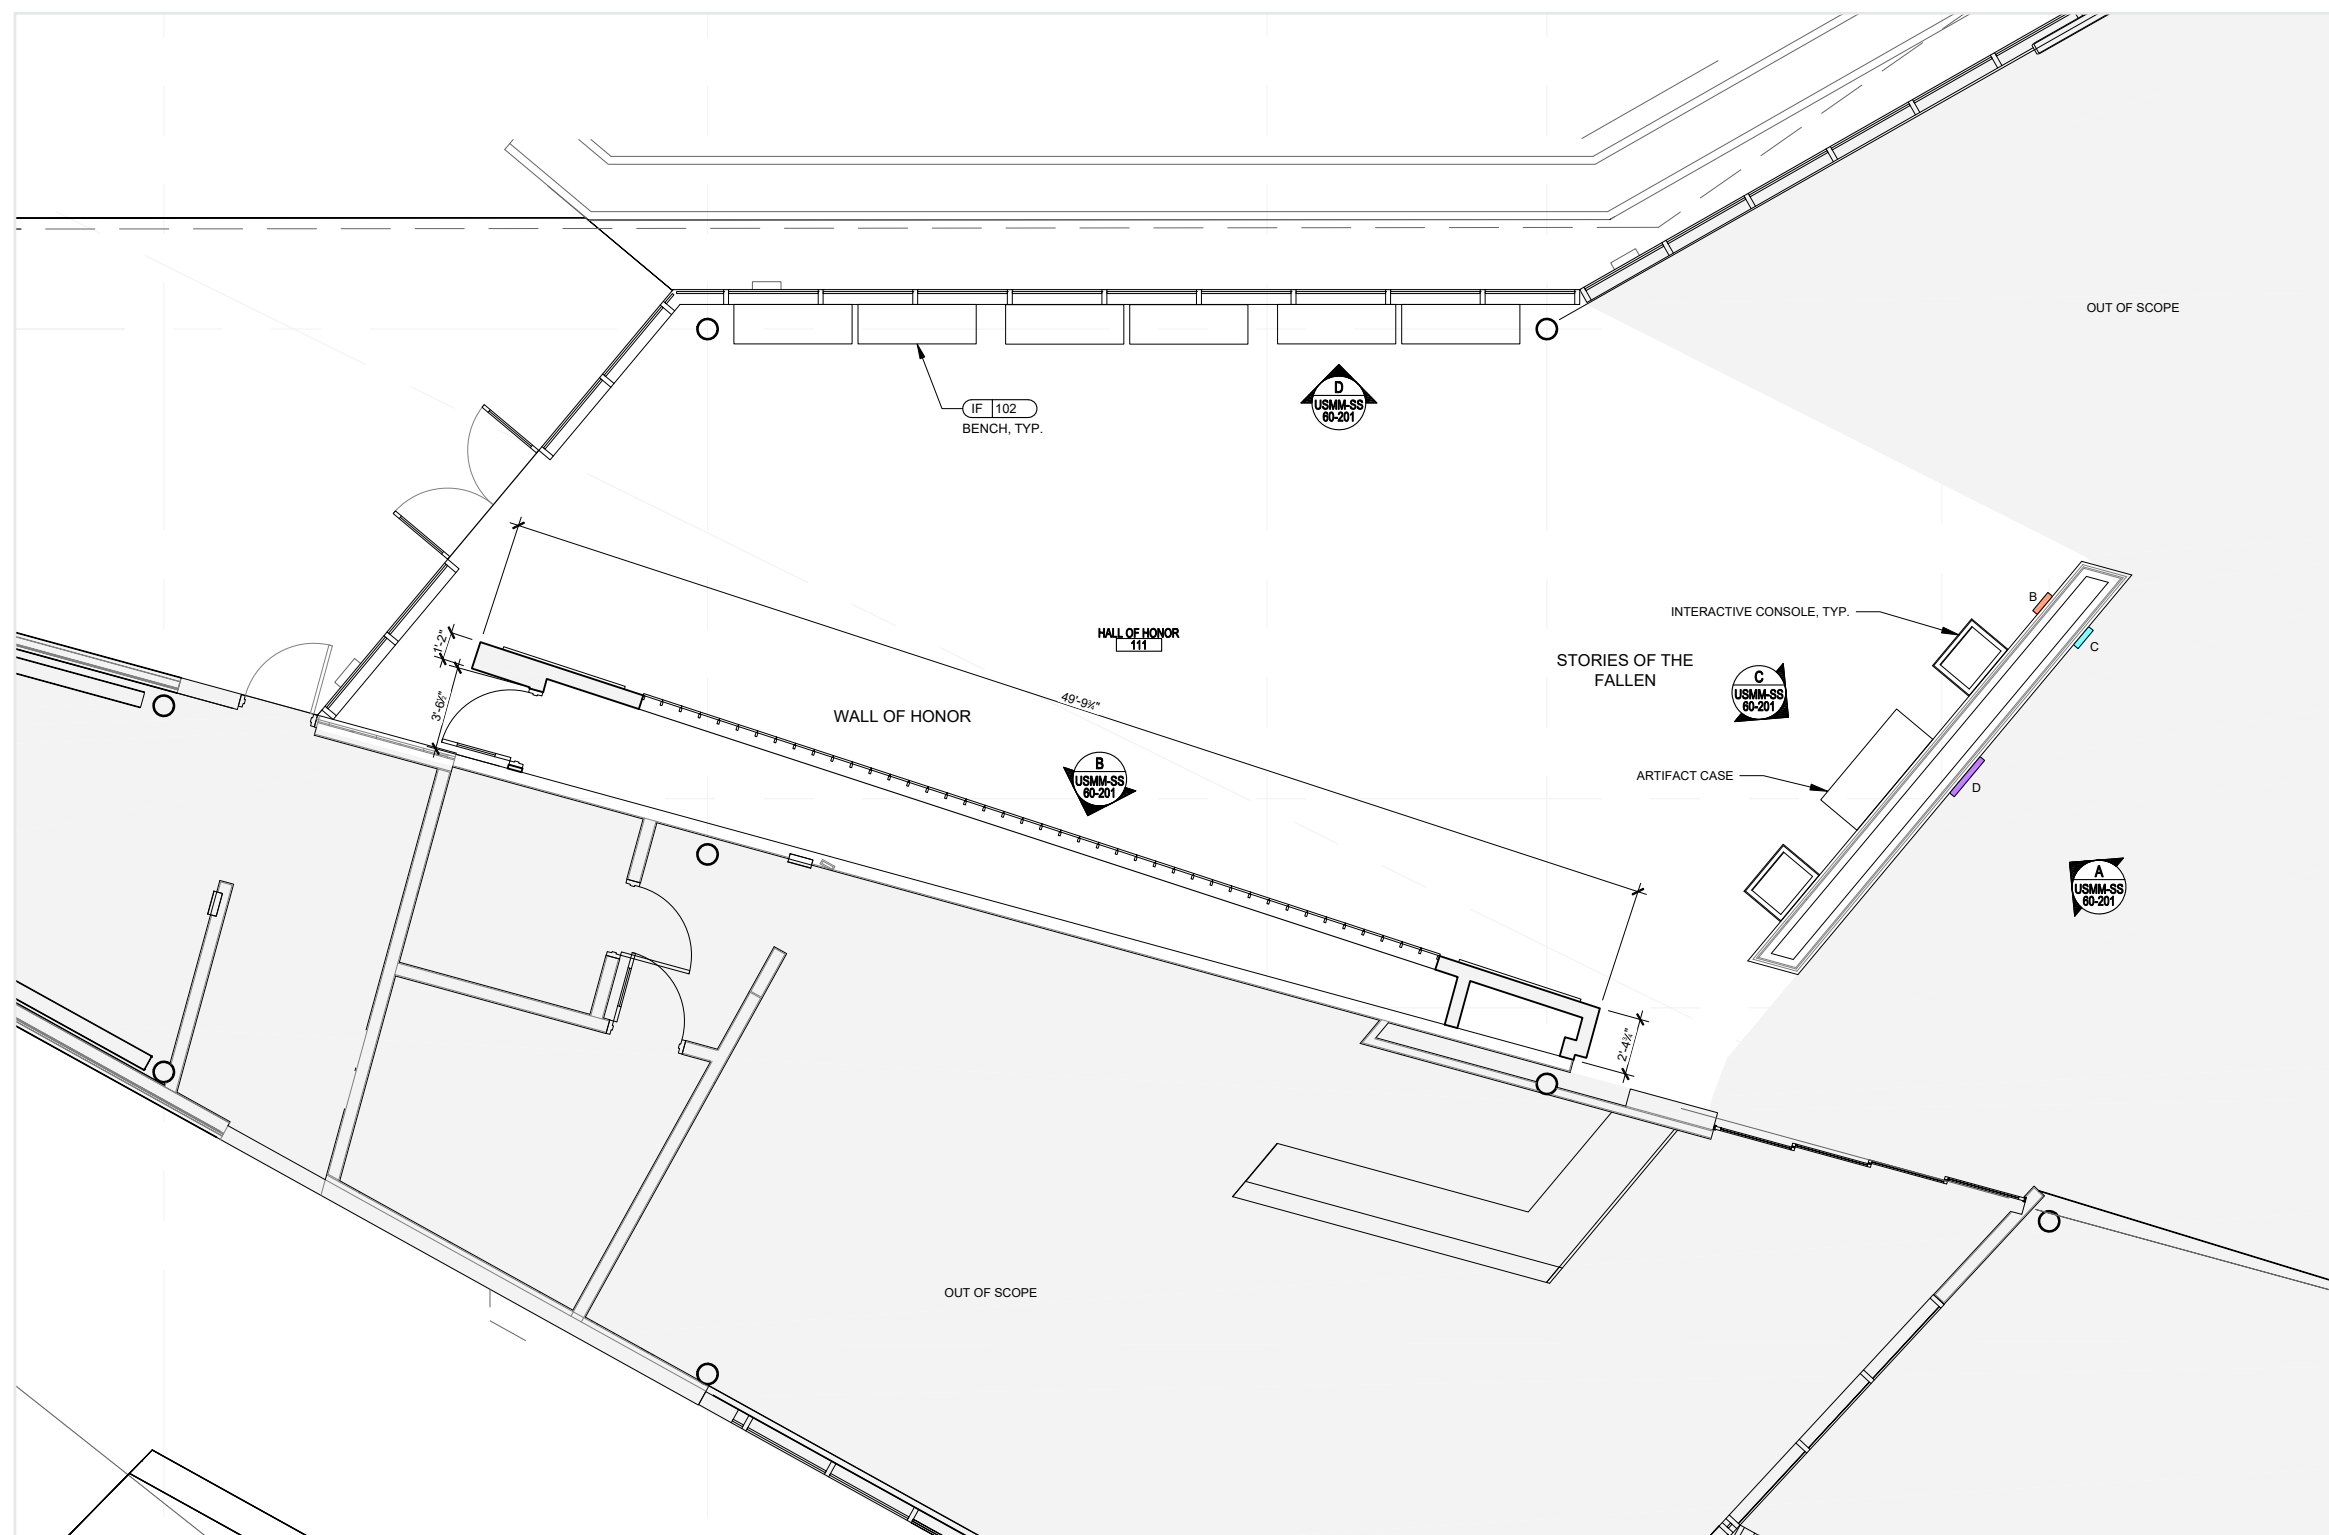 OUT OF SCOPE
D
USMM-SS
60-201
IF 102
BENCH, TYP.
B
INTERACTIVE CONSOLE, TYP.
1'-2"
HALL OF HONOR
111
C
STORIES OF THE
FALLEN
C
USMM-SS
60-201
49'-9¾"
3'-6½"
WALL OF HONOR
B
USMM-SS
60-201
ARTIFACT CASE
D
A
USMM-SS
60-201
2'-4¾"
OUT OF SCOPE